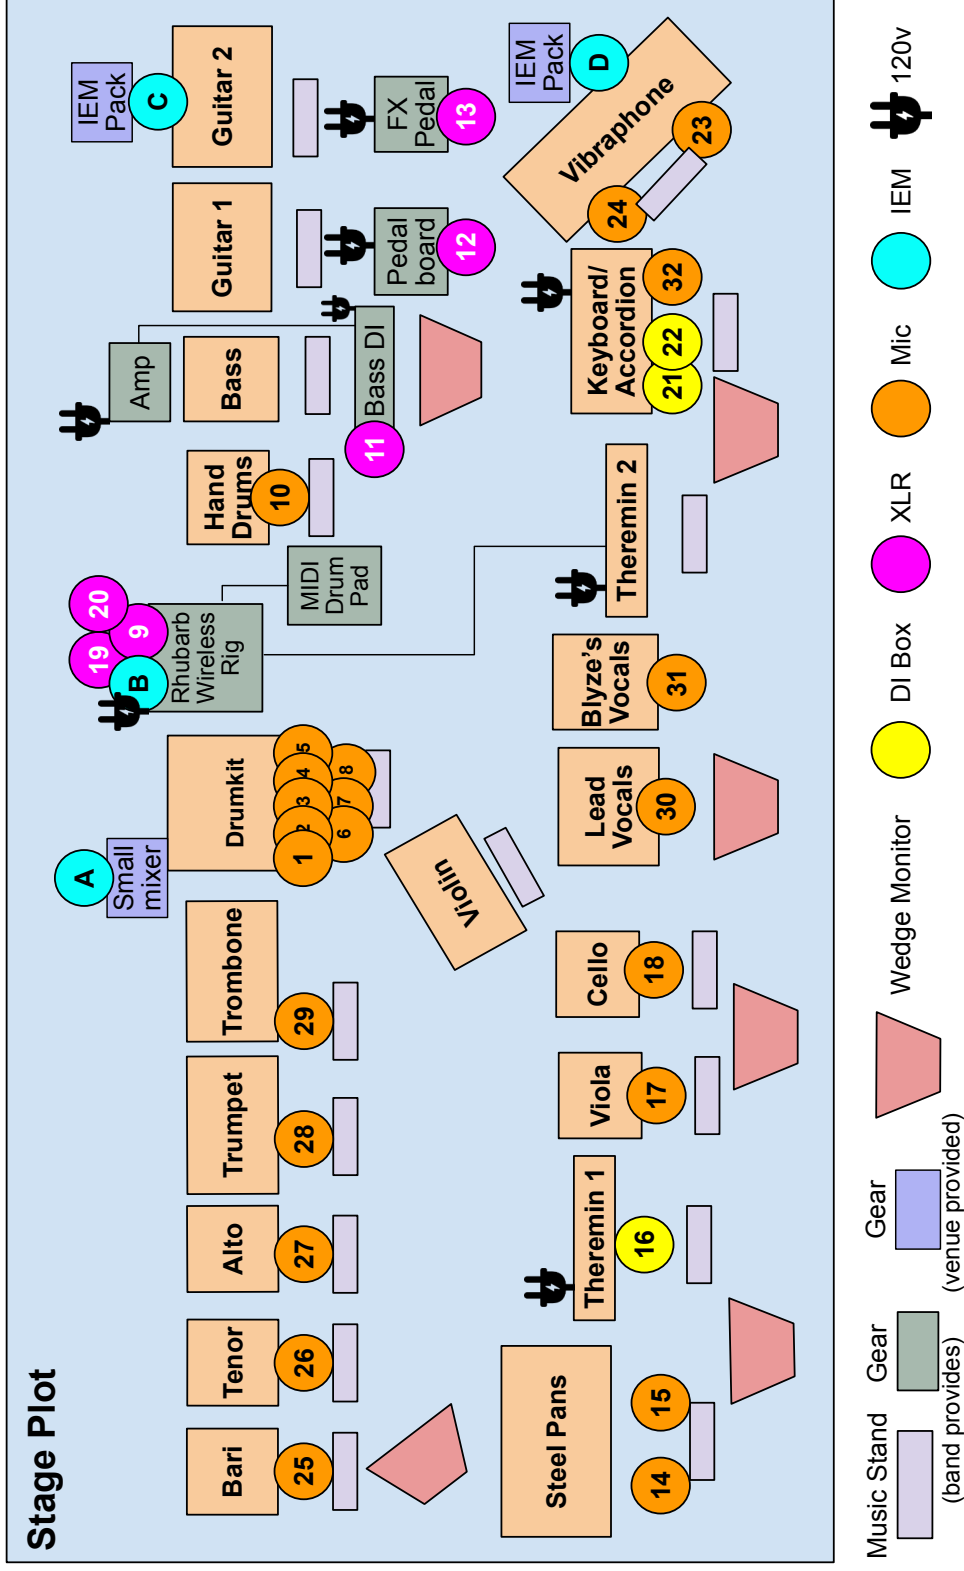 Stage Plot
A
Small
mixer
B
19
20
9
Rhubarb
Wireless
Rig
MIDI
Drum
Pad
Amp
IEM
Pack
C
Bari
25
Tenor
26
Alto
27
Trumpet
28
Trombone
29
Drumkit
1
2
3
4
5
6
7
8
Hand
Drums
10
Bass
Bass DI
11
Guitar 1
Pedal
board
12
Guitar 2
FX
Pedal
13
Violin
IEM
Pack
D
Steel Pans
14
15
Theremin 1
16
Viola
17
Cello
18
Lead
Vocals
30
Blyze's
Vocals
31
Theremin 2
Keyboard/
Accordion
21
22
32
Vibraphone
24
23
Music Stand
Gear
(band provides)
Gear
(venue provided)
Wedge Monitor
DI Box
XLR
Mic
IEM
120v